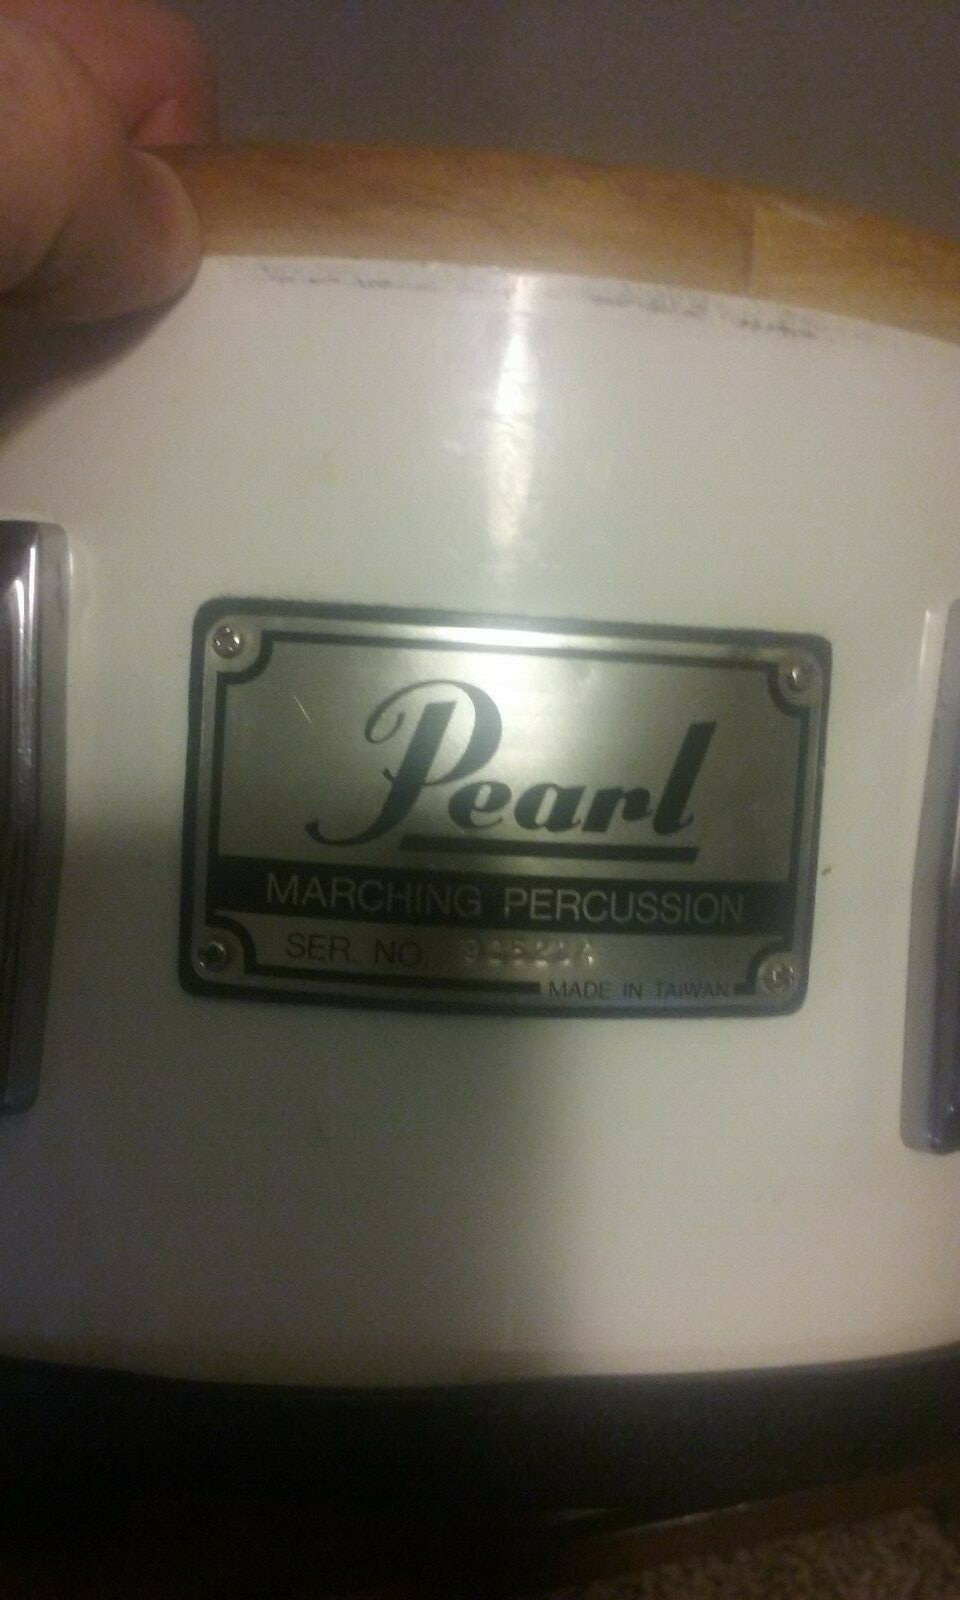 Pearl
MARCHING PERCUSSION
SER. NO.
MADE IN TAIWAN